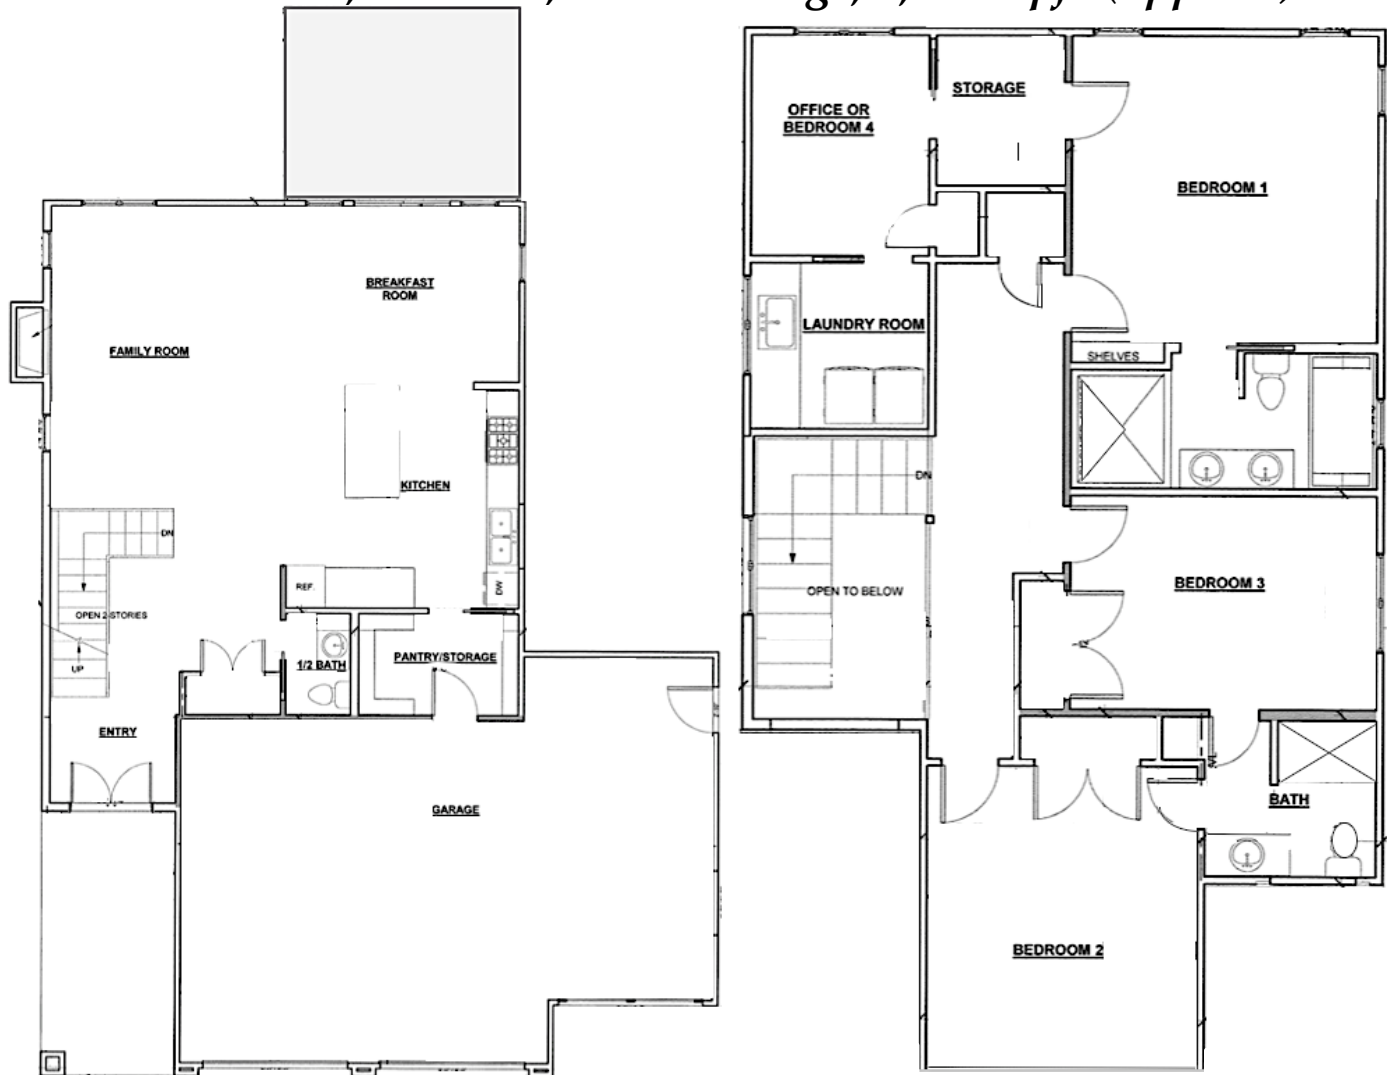 STORAGE
OFFICE OR
BEDROOM 4
BEDROOM 1
BREAKFAST
ROOM
FAMILY ROOM
LAUNDRY ROOM
SHELVES
KITCHEN
DN
DN
REF.
DW
OPEN 2-STORIES
OPEN TO BELOW
BEDROOM 3
UP
1/2 BATH
PANTRY/STORAGE
ENTRY
GARAGE
BATH
BEDROOM 2